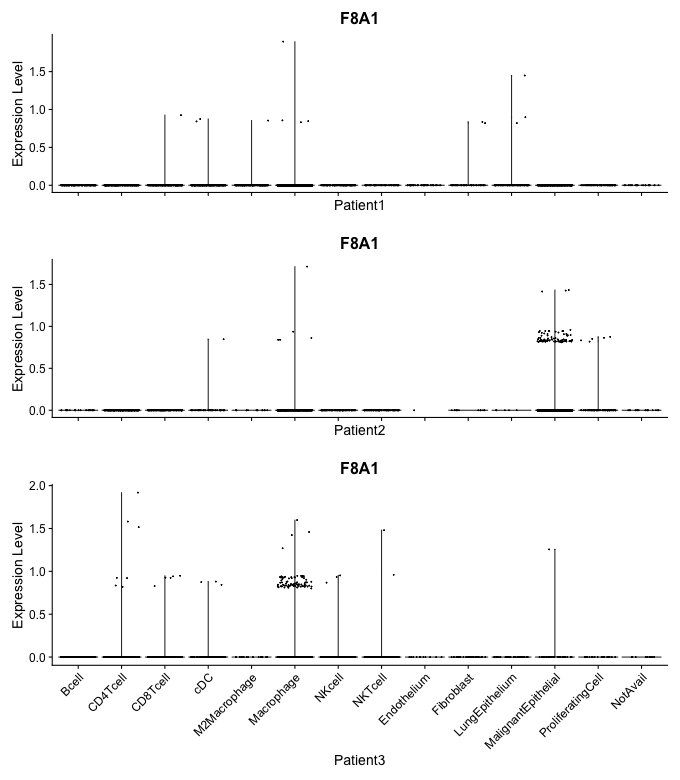 F8A1
Expression Level
1.5
1.0
0.5
0.0
Patient1
F8A1
Expression Level
1.5
1.0
0.5
0.0
Patient2
F8A1
Expression Level
2.0
1.5
1.0
0.5
0.0
Bcell
CD4Tcell
CD8Tcell
cDC
M2Macrophage
Macrophage
NKcell
NKTcell
Endothelium
Fibroblast
LungEpithelium
MalignantEpithelial
ProliferatingCell
NotAvail
Patient3